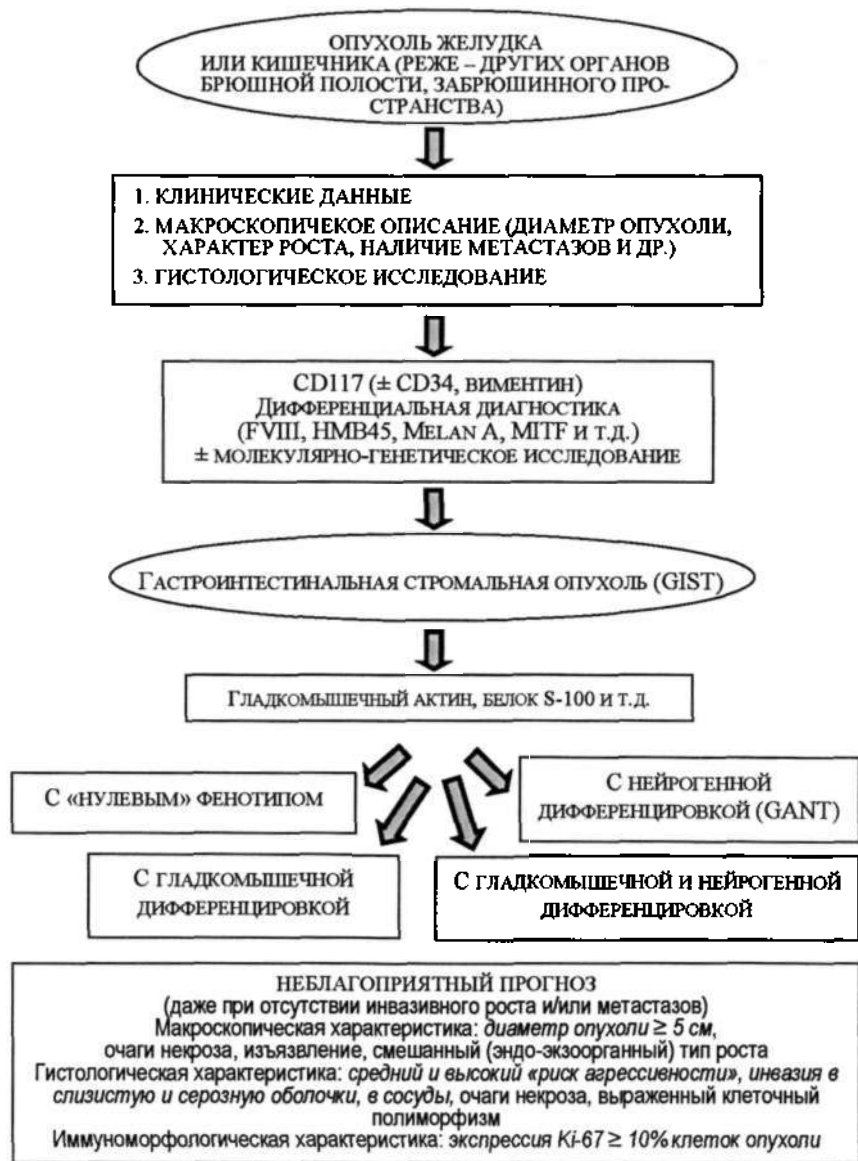 ОПУХОЛЬ ЖЕЛУДКА
ИЛИ КИШЕЧНИКА (РЕЖЕ – ДРУГИХ ОРГАНОВ
БРЮШНОЙ ПОЛОСТИ, ЗАБРЮШИННОГО ПРО-
СТРАНСТВА)
1. КЛИНИЧЕСКИЕ ДАННЫЕ
2. МАКРОСКОПИЧЕКОЕ ОПИСАНИЕ (ДИАМЕТР ОПУХОЛИ,
ХАРАКТЕР РОСТА, НАЛИЧИЕ МЕТАСТАЗОВ И ДР.)
3. ГИСТОЛОГИЧЕСКОЕ ИССЛЕДОВАНИЕ
CD117 (± CD34, ВИМЕНТИН)
ДИФФЕРЕНЦИАЛЬНАЯ ДИАГНОСТИКА
(FVIII, HMB45, MELAN A, MITF И Т.Д.)
± МОЛЕКУЛЯРНО-ГЕНЕТИЧЕСКОЕ ИССЛЕДОВАНИЕ
ГАСТРОИНТЕСТИНАЛЬНАЯ СТРОМАЛЬНАЯ ОПУХОЛЬ (GIST)
ГЛАДКОМЫШЕЧНЫЙ АКТИН, БЕЛОК S-100 И Т.Д.
С «НУЛЕВЫМ» ФЕНОТИПОМ
С НЕЙРОГЕННОЙ
ДИФФЕРЕНЦИРОВКОЙ (GANT)
С ГЛАДКОМЫШЕЧНОЙ
ДИФФЕРЕНЦИРОВКОЙ
С ГЛАДКОМЫШЕЧНОЙ И НЕЙРОГЕННОЙ
ДИФФЕРЕНЦИРОВКОЙ
НЕБЛАГОПРИЯТНЫЙ ПРОГНОЗ
(даже при отсутствии инвазивного роста и/или метастазов)
Макроскопическая характеристика: диаметр опухоли ≥ 5 см,
очаги некроза, изъязвление, смешанный (эндо-экзоорганный) тип роста
Гистологическая характеристика: средний и высокий «риск агрессивности», инвазия в
слизистую и серозную оболочки, в сосуды, очаги некроза, выраженный клеточный
полиморфизм
Иммуноморфологическая характеристика: экспрессия Ki-67 ≥ 10% клеток опухоли